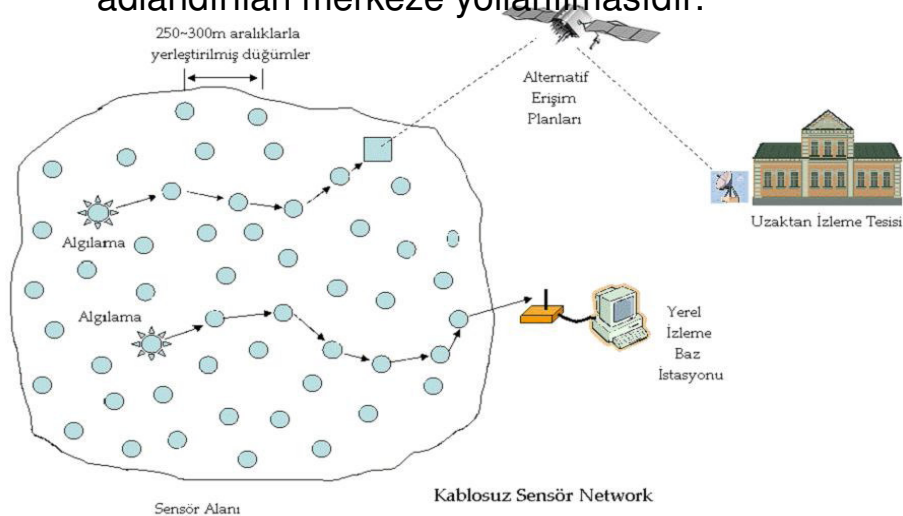 adlandırılan merkeze yollanılmasıdır.
250~300m aralıklarla
yerleştirilmiş düğümler
Alternatif
Erişim
Planları
Uzaktan İzleme Tesisi
Algılama
Algılama
Yerel
İzleme
Baz
İstasyonu
Kablosuz Sensör Network
Sensör Alanı